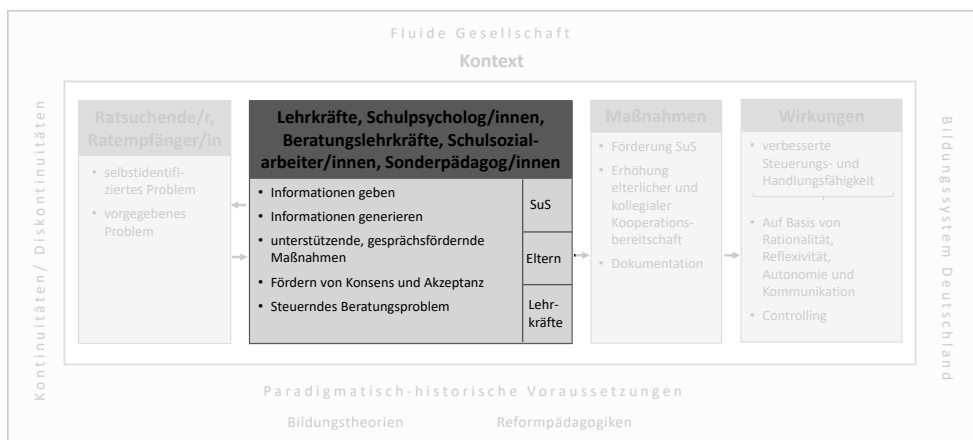 Fluide Gesellschaft
Kontext
Kontinuitäten/ Diskontinuitäten
Ratsuchende/r,
Ratempfänger/in
• selbstidentifi-
ziertes Problem
• vorgegebenes
Problem
Lehrkräfte, Schulpsycholog/innen,
Beratungslehrkräfte, Schulsozial-
arbeiter/innen, Sonderpädagog/innen
• Informationen geben
• Informationen generieren
• unterstützende, gesprächsfördernde
Maßnahmen
• Fördern von Konsens und Akzeptanz
• Steuerndes Beratungsproblem
SuS
Eltern
Lehr-
kräfte
Maßnahmen
• Förderung SuS
• Erhöhung
elterlicher und
kollegialer
Kooperations-
bereitschaft
• Dokumentation
Wirkungen
• verbesserte
Steuerungs- und
Handlungsfähigkeit
• Auf Basis von
Rationalität,
Reflexivität,
Autonomie und
Kommunikation
• Controlling
Bildungssystem Deutschland
Paradigmatisch-historische Voraussetzungen
Bildungstheorien Reformpädagogiken